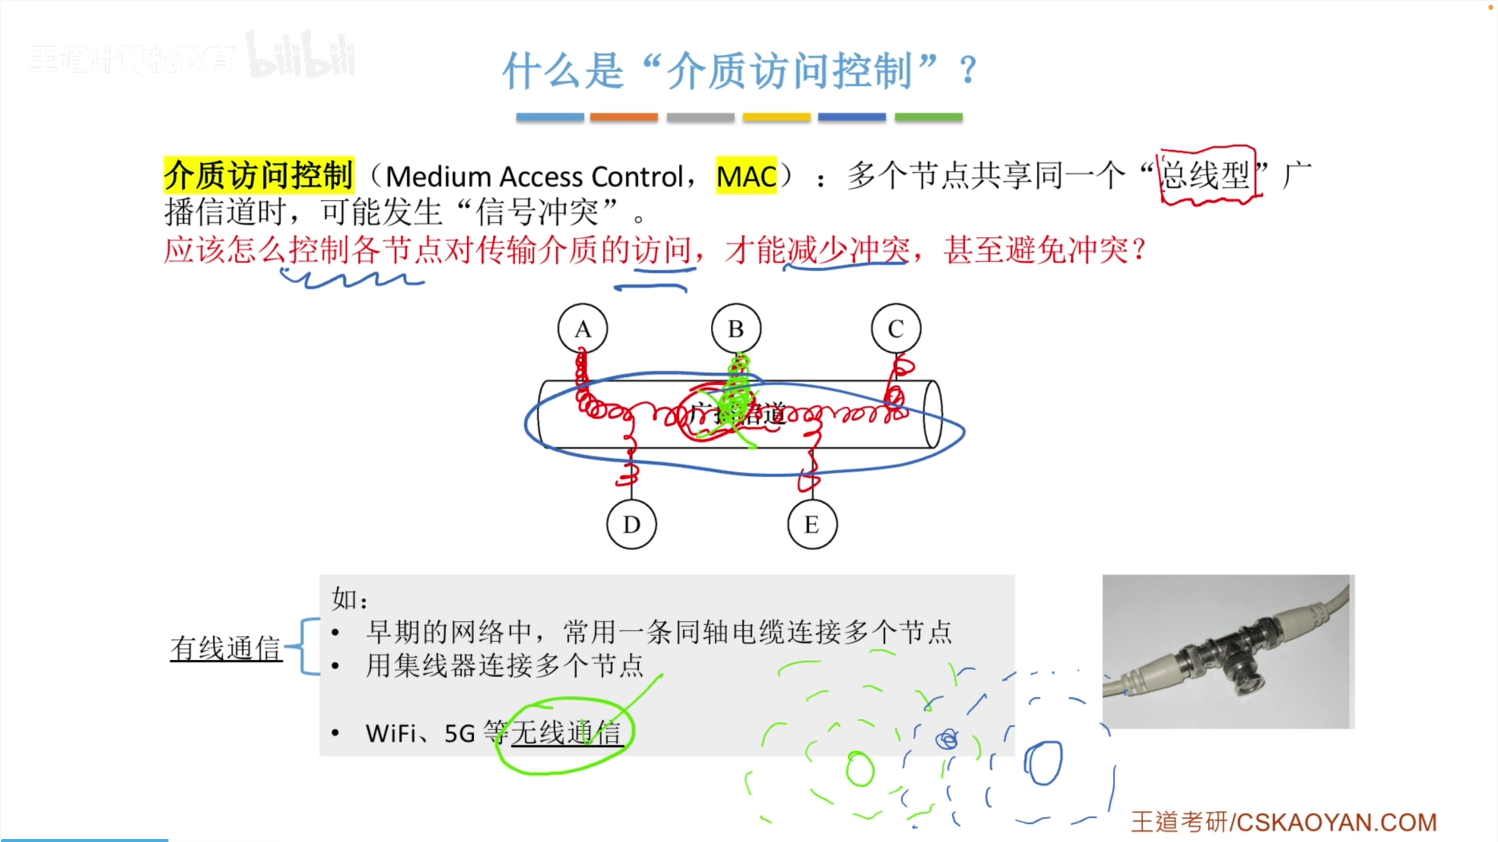 王道计算机教育 bilibili
什么是“介质访问控制”？
介质访问控制（Medium Access Control，MAC）：多个节点共享同一个“总线型”广
播信道时，可能发生“信号冲突”。
应该怎么控制各节点对传输介质的访问，才能减少冲突，甚至避免冲突？
A B C
广播信道
D E
如：
有线通信
• 早期的网络中，常用一条同轴电缆连接多个节点
• 用集线器连接多个节点
• WiFi、5G 等无线通信
王道考研/CSKAOYAN.COM